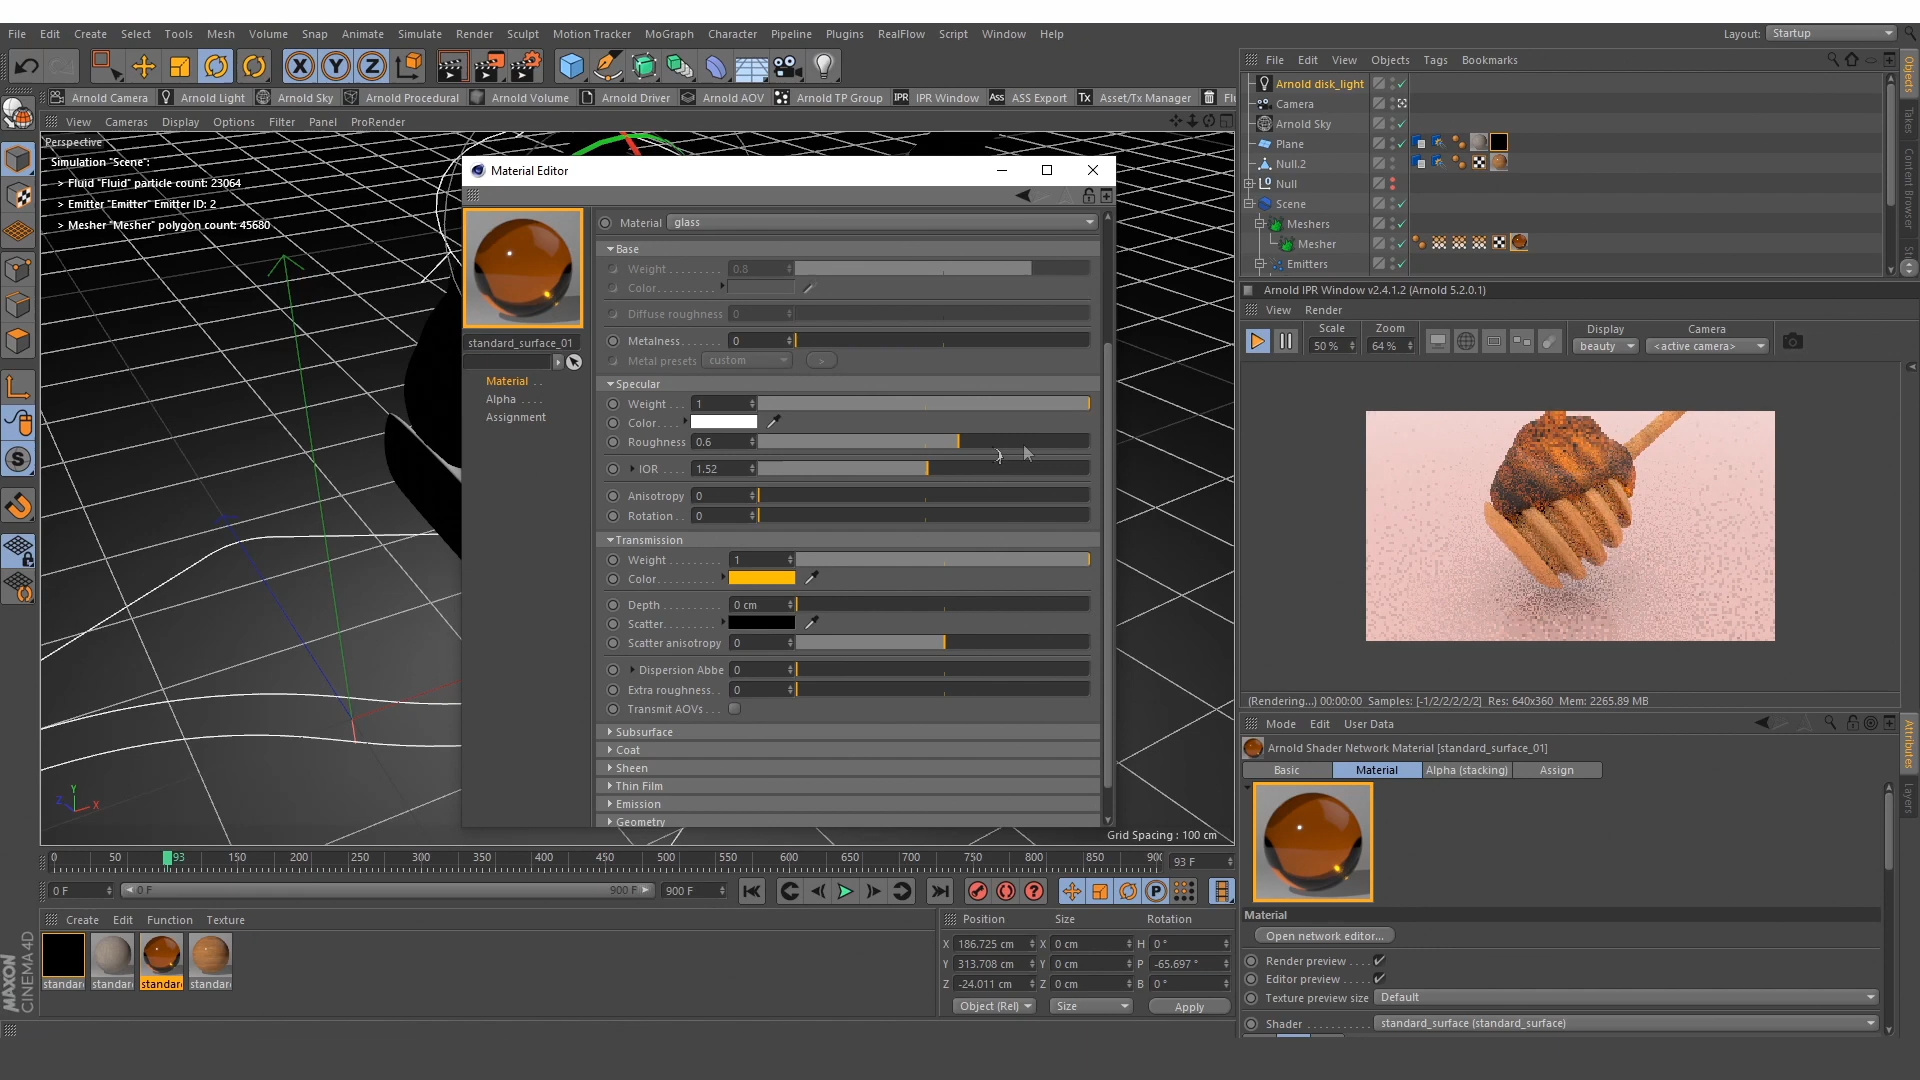 File Edit Create Select Tools Mesh Volume Snap Animate Simulate Render Sculpt Motion Tracker MoGraph Character Pipeline Plugins RealFlow Script Window Help Layout: Startup
Arnold Camera Arnold Light Arnold Sky Arnold Procedural Arnold Volume Arnold Driver Arnold AOV Arnold TP Group IPR IPR Window Ass ASS Export Tx Asset/Tx Manager
View Cameras Display Options Filter Panel ProRender
Perspective
Simulation "Scene":
> Fluid "Fluid" particle count: 23064
> Emitter "Emitter" Emitter ID: 2
> Mesher "Mesher" polygon count: 45680
Grid Spacing : 100 cm
Y
Z X
Material Editor
standard_surface_01
Material . .
Alpha . . . .
Assignment
Material glass
Base
Weight . . . . . . . . . 0.8
Color. . . . . . . . . .
Diffuse roughness 0
Metalness. . . . . . . 0
Metal presets custom >
Specular
Weight . . . 1
Color. . . .
Roughness 0.6
IOR . . . . 1.52
Anisotropy 0
Rotation . . 0
Transmission
Weight . . . . . . . . . 1
Color. . . . . . . . . .
Depth . . . . . . . . . . 0 cm
Scatter. . . . . . . . .
Scatter anisotropy 0
Dispersion Abbe 0
Extra roughness. . 0
Transmit AOVs . . .
Subsurface
Coat
Sheen
Thin Film
Emission
Geometry
File Edit View Objects Tags Bookmarks
Arnold disk_light
Camera
Arnold Sky
Plane
Null.2
Null
Scene
Meshers
Mesher
Emitters
Objects
Takes
Content Browser
Arnold IPR Window v2.4.1.2 (Arnold 5.2.0.1)
View Render
Scale Zoom Display Camera
50 % 64 % beauty <active camera>
(Rendering...) 00:00:00 Samples: [-1/2/2/2/2/2] Res: 640x360 Mem: 2265.89 MB
Mode Edit User Data
Arnold Shader Network Material [standard_surface_01]
Basic Material Alpha (stacking) Assign
Material
Open network editor...
Render preview . . . .
Editor preview . . . . .
Texture preview size Default
Shader . . . . . . . . . . standard_surface (standard_surface)
Attributes
Layers
0 50 93 150 200 250 300 350 400 450 500 550 600 650 700 750 800 850 93 F
0 F 0 F 900 F 900 F
Create Edit Function Texture
standar standar standar standar
Position Size Rotation
X 186.725 cm X 0 cm H 0 °
Y 313.708 cm Y 0 cm P -65.697 °
Z -24.011 cm Z 0 cm B 0 °
Object (Rel) Size Apply
MAXON
CINEMA 4D